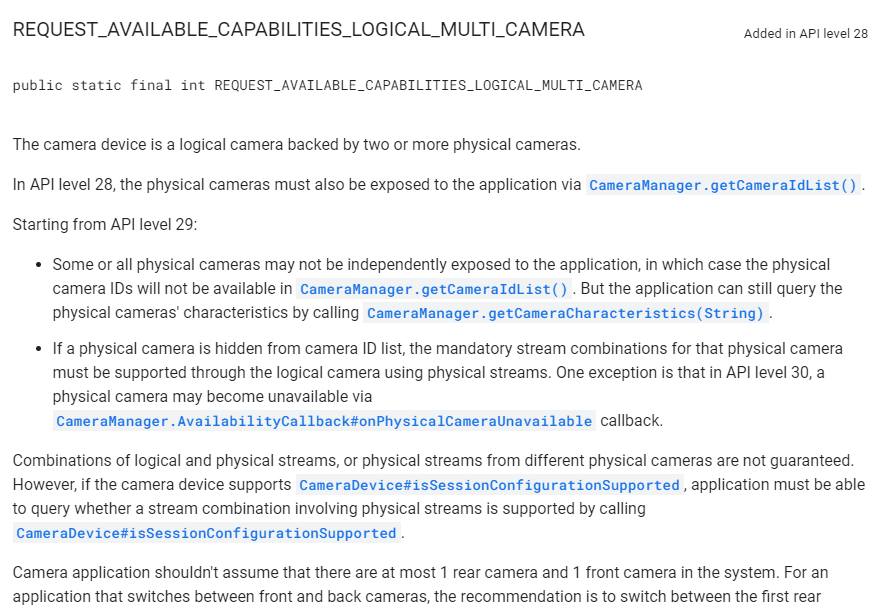 REQUEST_AVAILABLE_CAPABILITIES_LOGICAL_MULTI_CAMERA
Added in API level 28
public static final int REQUEST_AVAILABLE_CAPABILITIES_LOGICAL_MULTI_CAMERA
The camera device is a logical camera backed by two or more physical cameras.
In API level 28, the physical cameras must also be exposed to the application via CameraManager.getCameraIdList().
Starting from API level 29:
• Some or all physical cameras may not be independently exposed to the application, in which case the physical
camera IDs will not be available in CameraManager.getCameraIdList(). But the application can still query the
physical cameras' characteristics by calling CameraManager.getCameraCharacteristics(String).
• If a physical camera is hidden from camera ID list, the mandatory stream combinations for that physical camera
must be supported through the logical camera using physical streams. One exception is that in API level 30, a
physical camera may become unavailable via
CameraManager.AvailabilityCallback#onPhysicalCameraUnavailable callback.
Combinations of logical and physical streams, or physical streams from different physical cameras are not guaranteed.
However, if the camera device supports CameraDevice#isSessionConfigurationSupported, application must be able
to query whether a stream combination involving physical streams is supported by calling
CameraDevice#isSessionConfigurationSupported.
Camera application shouldn't assume that there are at most 1 rear camera and 1 front camera in the system. For an
application that switches between front and back cameras, the recommendation is to switch between the first rear